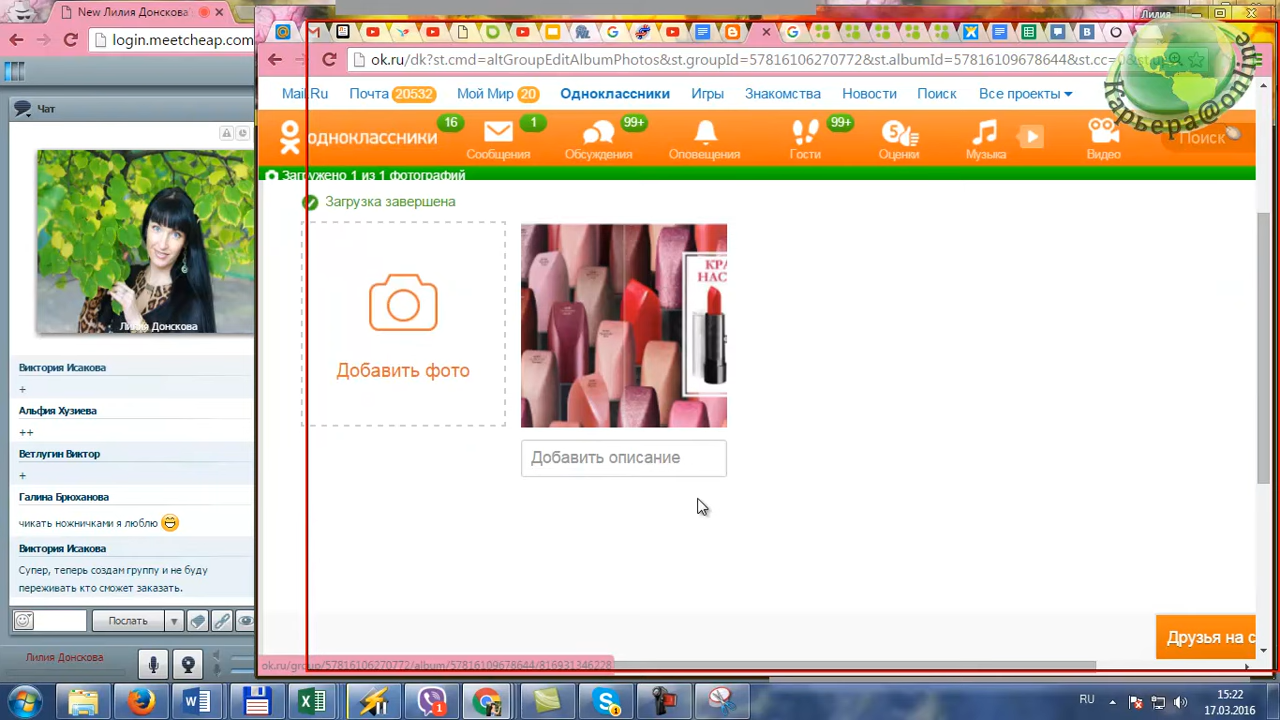 New Лилия Донскова
login.meetcheap.com
Чат
Лилия Донскова
Виктория Исакова
+
Альфия Хузиева
++
Ветлугин Виктор
+
Галина Брюханова
чикать ножничками я люблю
Виктория Исакова
Супер, теперь создам группу и не буду
переживать кто сможет заказать.
Послать
Лилия Донскова
Лилия
ok.ru/dk?st.cmd=altGroupEditAlbumPhotos&st.groupId=57816106270772&st.albumId=57816109678644&st.cc=0
Карьера@online
Mail.Ru Почта 20532 Мой Мир 20 Одноклассники Игры Знакомства Новости Поиск Все проекты
одноклассники
16 1 99+ 99+ 5
Сообщения Обсуждения Оповещения Гости Оценки Музыка Видео
Поиск
Загружено 1 из 1 фотографий
Загрузка завершена
Добавить фото
КРА
НАС
Добавить описание
Друзья на с
ok.ru/group/57816106270772/album/57816109678644/816931346228
1
RU
15:22
17.03.2016